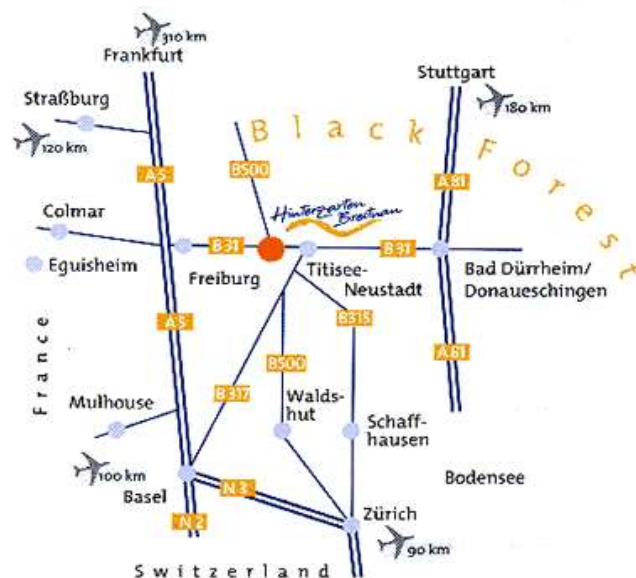 310 km
Frankfurt
Stuttgart
Straßburg
180 km
120 km
Black Forest
B500
A5
A81
Hinterzarten
Breitnau
Colmar
B31
B31
Eguisheim
Freiburg
Titisee-
Neustadt
Bad Dürrheim/
Donaueschingen
France
A5
B315
A81
B500
B317
Mulhouse
Walds-
hut
Schaff-
hausen
100 km
Basel
N3
Bodensee
N2
Zürich
90 km
Switzerland